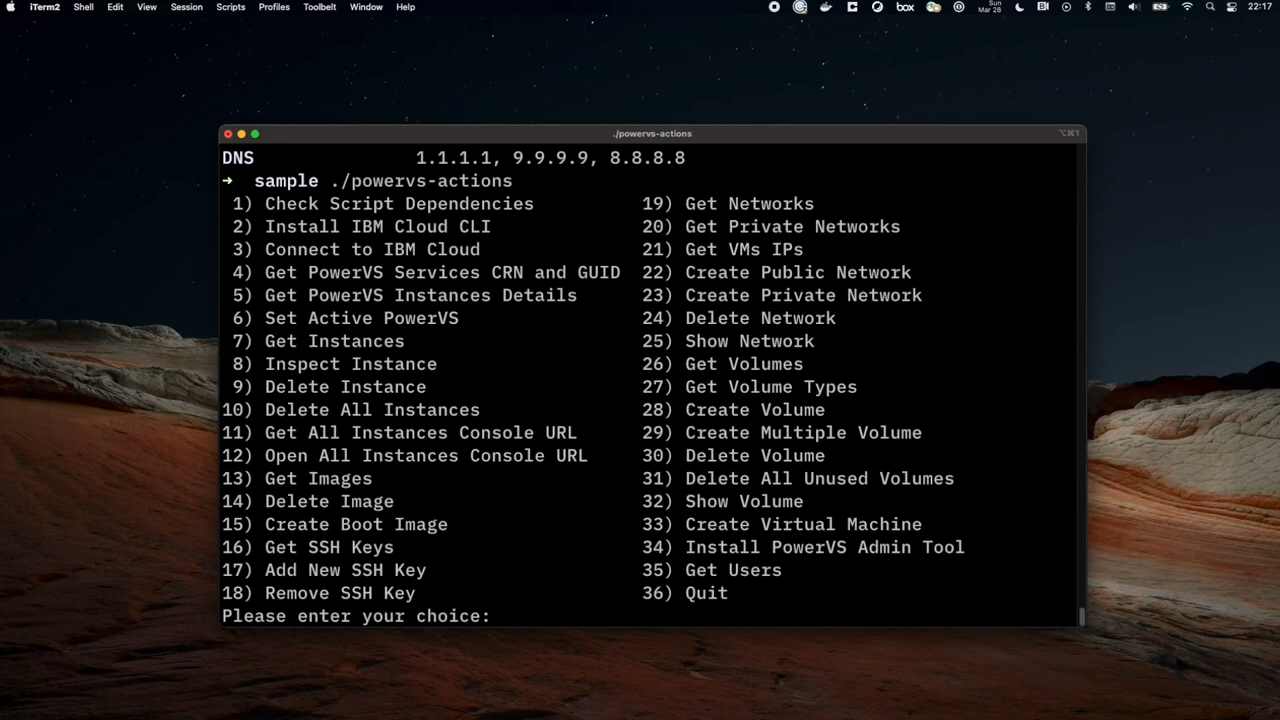 iTerm2 Shell Edit View Session Scripts Profiles Toolbelt Window Help
box
Sun
Mar 28
22:17
./powervs-actions
⌥⌘1
DNS 1.1.1.1, 9.9.9.9, 8.8.8.8
➜ sample ./powervs-actions
1) Check Script Dependencies 19) Get Networks
2) Install IBM Cloud CLI 20) Get Private Networks
3) Connect to IBM Cloud 21) Get VMs IPs
4) Get PowerVS Services CRN and GUID 22) Create Public Network
5) Get PowerVS Instances Details 23) Create Private Network
6) Set Active PowerVS 24) Delete Network
7) Get Instances 25) Show Network
8) Inspect Instance 26) Get Volumes
9) Delete Instance 27) Get Volume Types
10) Delete All Instances 28) Create Volume
11) Get All Instances Console URL 29) Create Multiple Volume
12) Open All Instances Console URL 30) Delete Volume
13) Get Images 31) Delete All Unused Volumes
14) Delete Image 32) Show Volume
15) Create Boot Image 33) Create Virtual Machine
16) Get SSH Keys 34) Install PowerVS Admin Tool
17) Add New SSH Key 35) Get Users
18) Remove SSH Key 36) Quit
Please enter your choice: